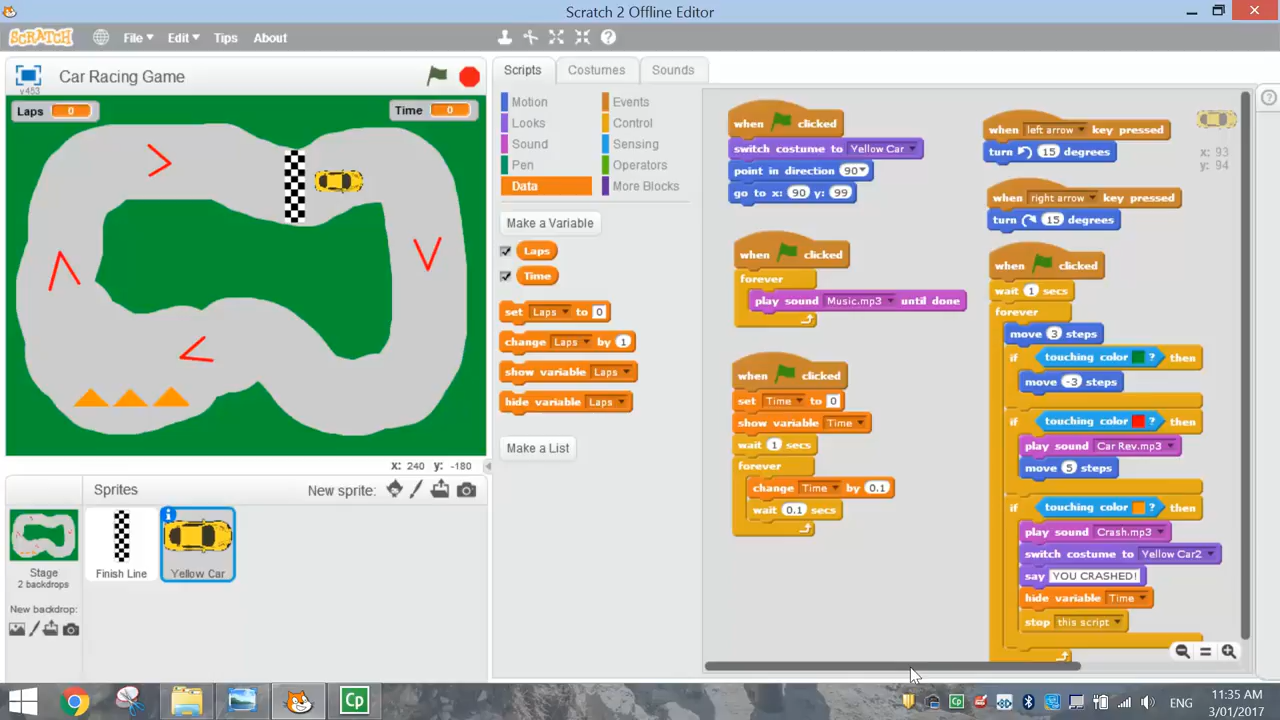 Scratch 2 Offline Editor
SCRATCH File Edit Tips About
v453 Car Racing Game
Laps 0 Time 0
x: 240 y: -180
Sprites New sprite:
Stage
2 backdrops
New backdrop:
Finish Line
Yellow Car
Scripts Costumes Sounds
Motion Events
Looks Control
Sound Sensing
Pen Operators
Data More Blocks
Make a Variable
Laps
Time
set Laps to 0
change Laps by 1
show variable Laps
hide variable Laps
Make a List
when clicked
switch costume to Yellow Car
point in direction 90
go to x: 90 y: 99
when clicked
forever
play sound Music.mp3 until done
when clicked
set Time to 0
show variable Time
wait 1 secs
forever
change Time by 0.1
wait 0.1 secs
when left arrow key pressed
turn 15 degrees
when right arrow key pressed
turn 15 degrees
when clicked
wait 1 secs
forever
move 3 steps
if touching color ? then
move -3 steps
if touching color ? then
play sound Car Rev.mp3
move 5 steps
if touching color ? then
play sound Crash.mp3
switch costume to Yellow Car2
say YOU CRASHED!
hide variable Time
stop this script
x: 93
y: 94
Cp
Cp
ENG
11:35 AM
3/01/2017